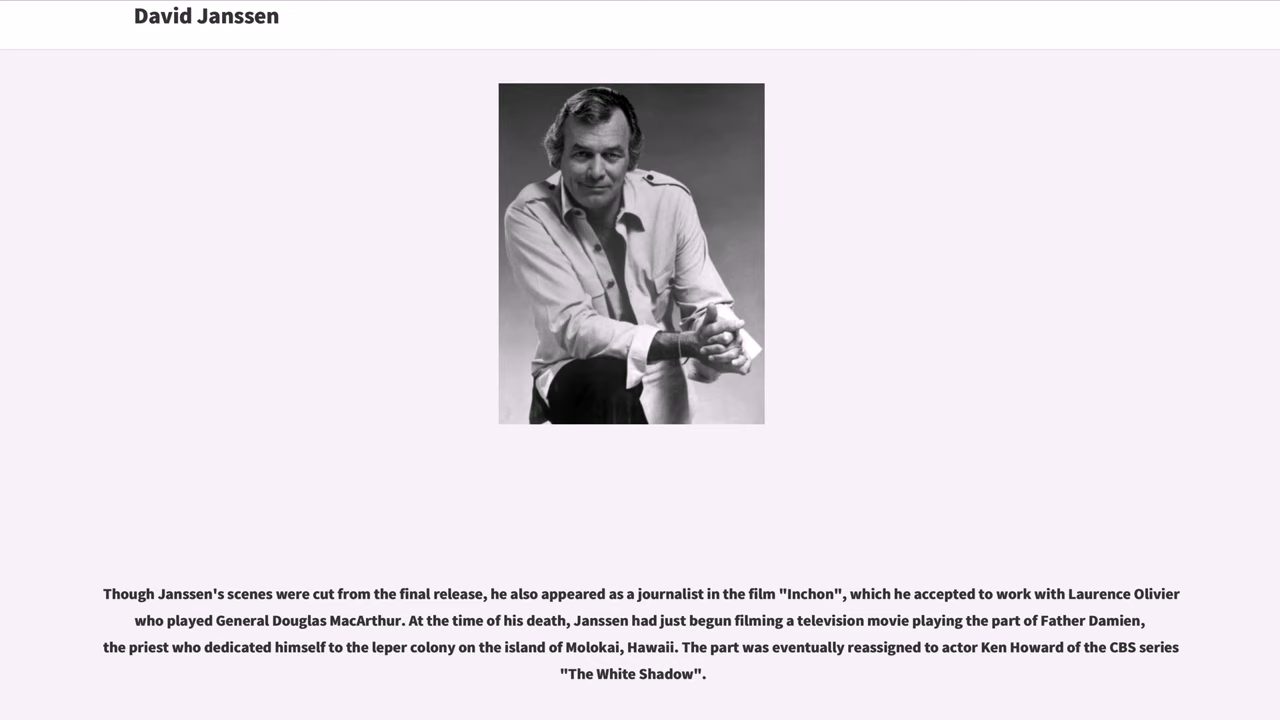 David Janssen
Though Janssen's scenes were cut from the final release, he also appeared as a journalist in the film "Inchon", which he accepted to work with Laurence Olivier
who played General Douglas MacArthur. At the time of his death, Janssen had just begun filming a television movie playing the part of Father Damien,
the priest who dedicated himself to the leper colony on the island of Molokai, Hawaii. The part was eventually reassigned to actor Ken Howard of the CBS series
"The White Shadow".